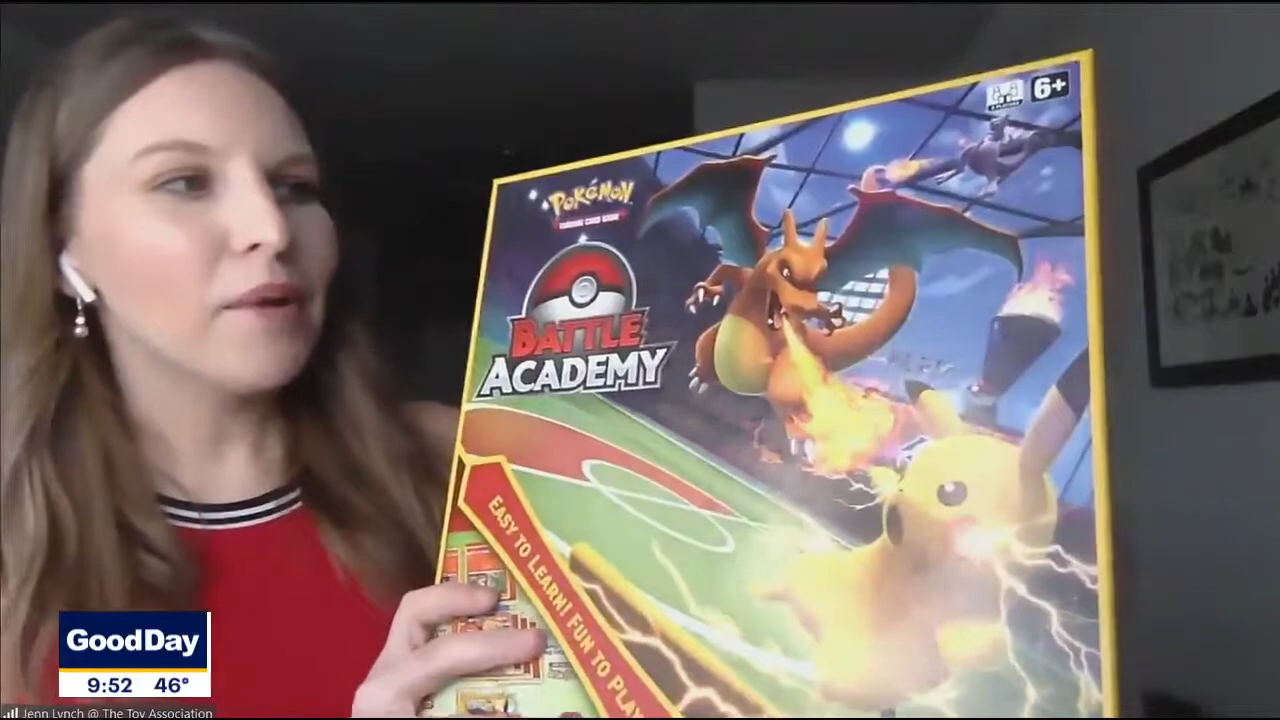 6+
POKÉMON
TRADING CARD GAME
BATTLE
ACADEMY
EASY TO LEARN! FUN TO PLAY
GoodDay
9:52 46°
Jenn Lynch @ The Toy Association